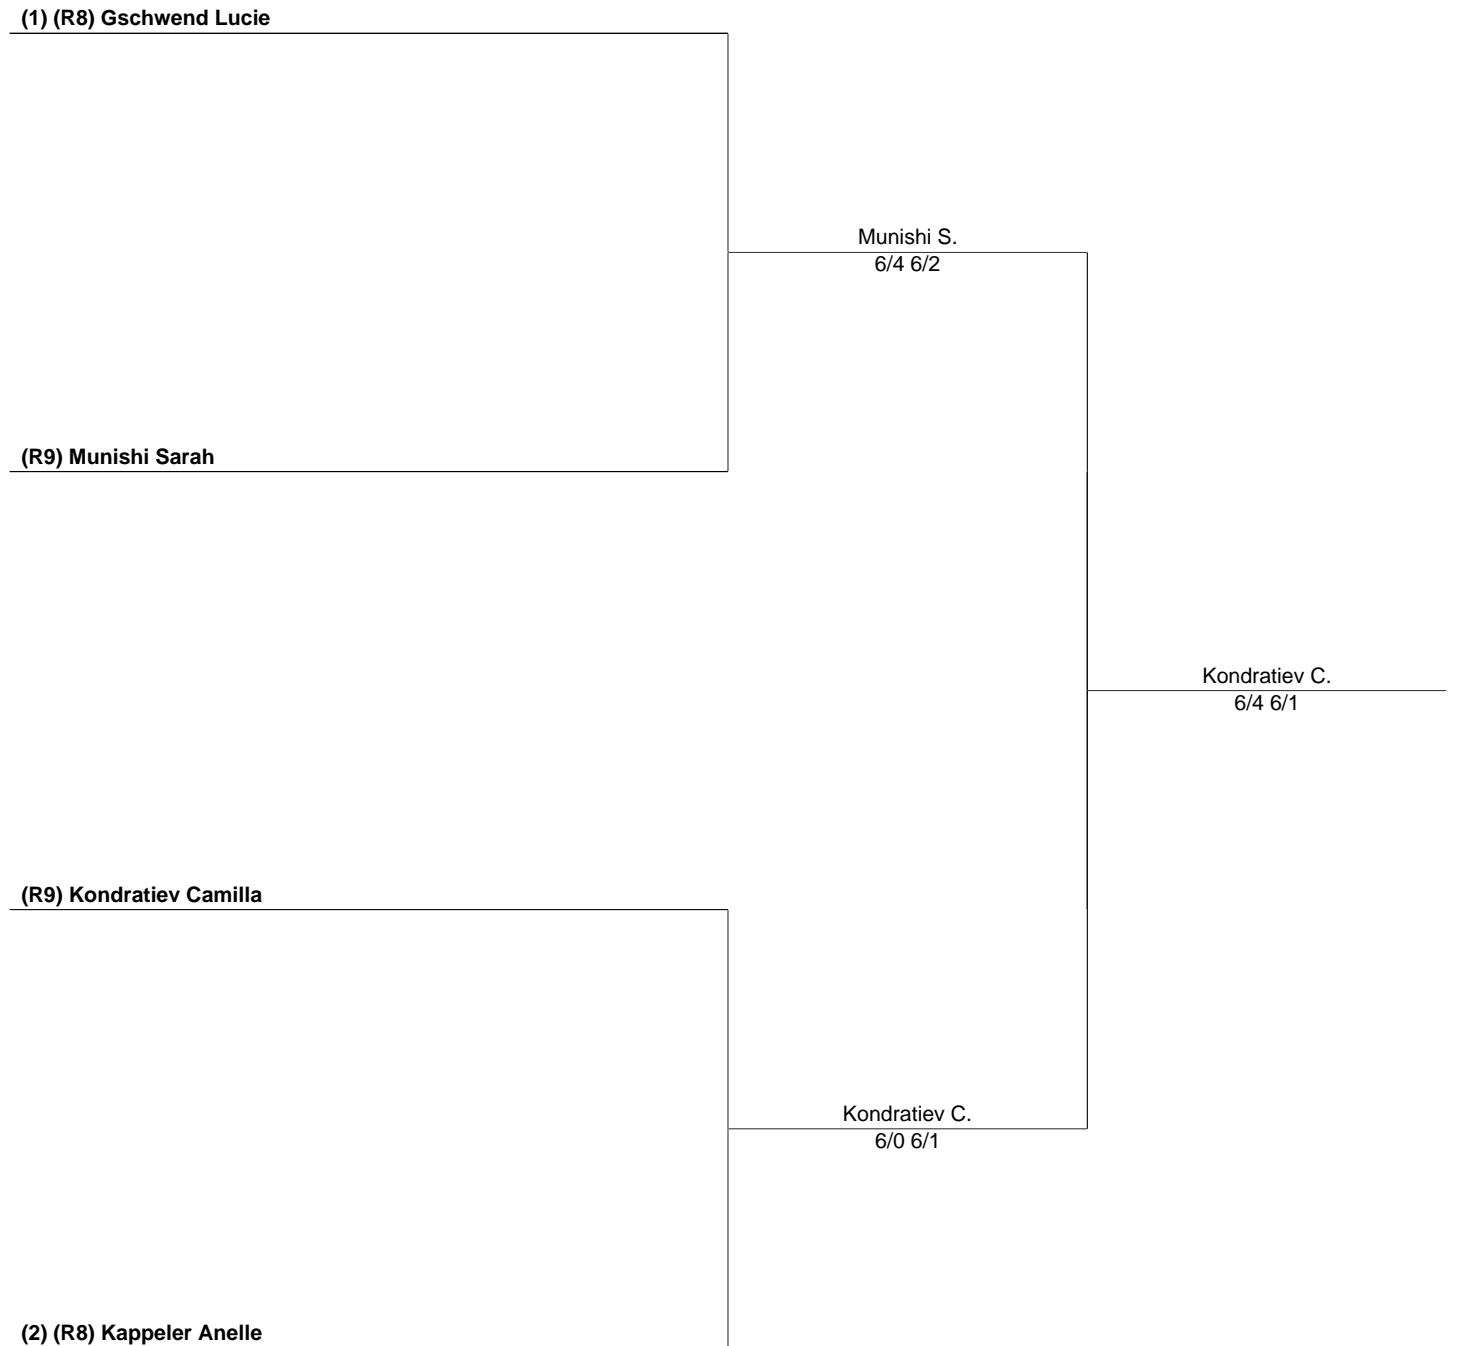 (1) (R8) Gschwend Lucie
Munishi S.
6/4 6/2
(R9) Munishi Sarah
Kondratiev C.
6/4 6/1
(R9) Kondratiev Camilla
Kondratiev C.
6/0 6/1
(2) (R8) Kappeler Anelle